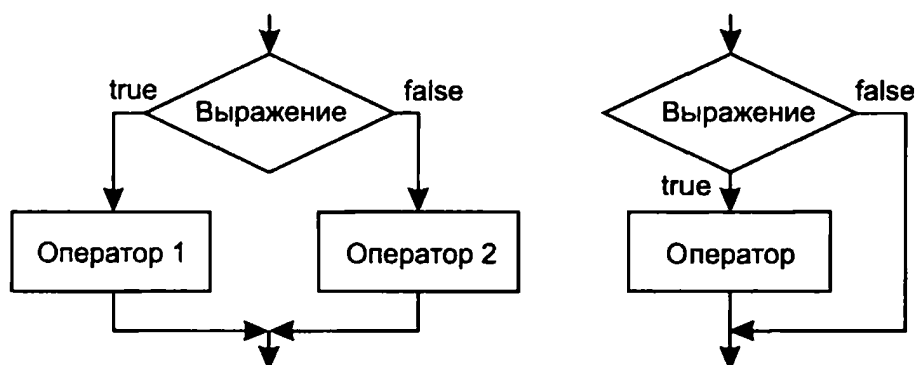 true
false
Выражение
Оператор 1
Оператор 2
false
Выражение
true
Оператор